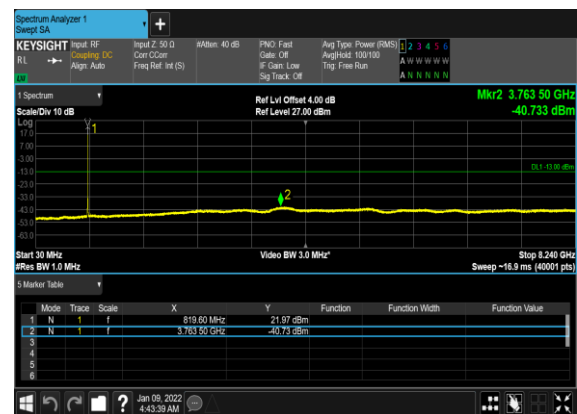 Spectrum Analyzer 1
Swept SA
KEYSIGHT Input: RF Input Z: 50 Ω #Atten: 40 dB PNO: Fast Avg Type: Power (RMS) 1 2 3 4 5 6
RL Coupling: DC Corr CCorr Gate: Off Avg|Hold: 100/100 A W W W W W
Align: Auto Freq Ref: Int (S) IF Gain: Low Trig: Free Run
Sig Track: Off A N N N N N
LXI
1 Spectrum Ref Lvl Offset 4.00 dB Mkr2 3.763 50 GHz
Scale/Div 10 dB Ref Level 27.00 dBm -40.733 dBm
Log
17.0 1
7.00
-3.00
-13.0 DL1 -13.00 dBm
-23.0
-33.0 2
-43.0
-53.0
-63.0
Start 30 MHz Video BW 3.0 MHz* Stop 8.240 GHz
#Res BW 1.0 MHz Sweep ~16.9 ms (40001 pts)
5 Marker Table
Mode Trace Scale X Y Function Function Width Function Value
1 N 1 f 819.60 MHz 21.97 dBm
2 N 1 f 3.763 50 GHz -40.73 dBm
3
4
5
6
? Jan 09, 2022
4:43:39 AM